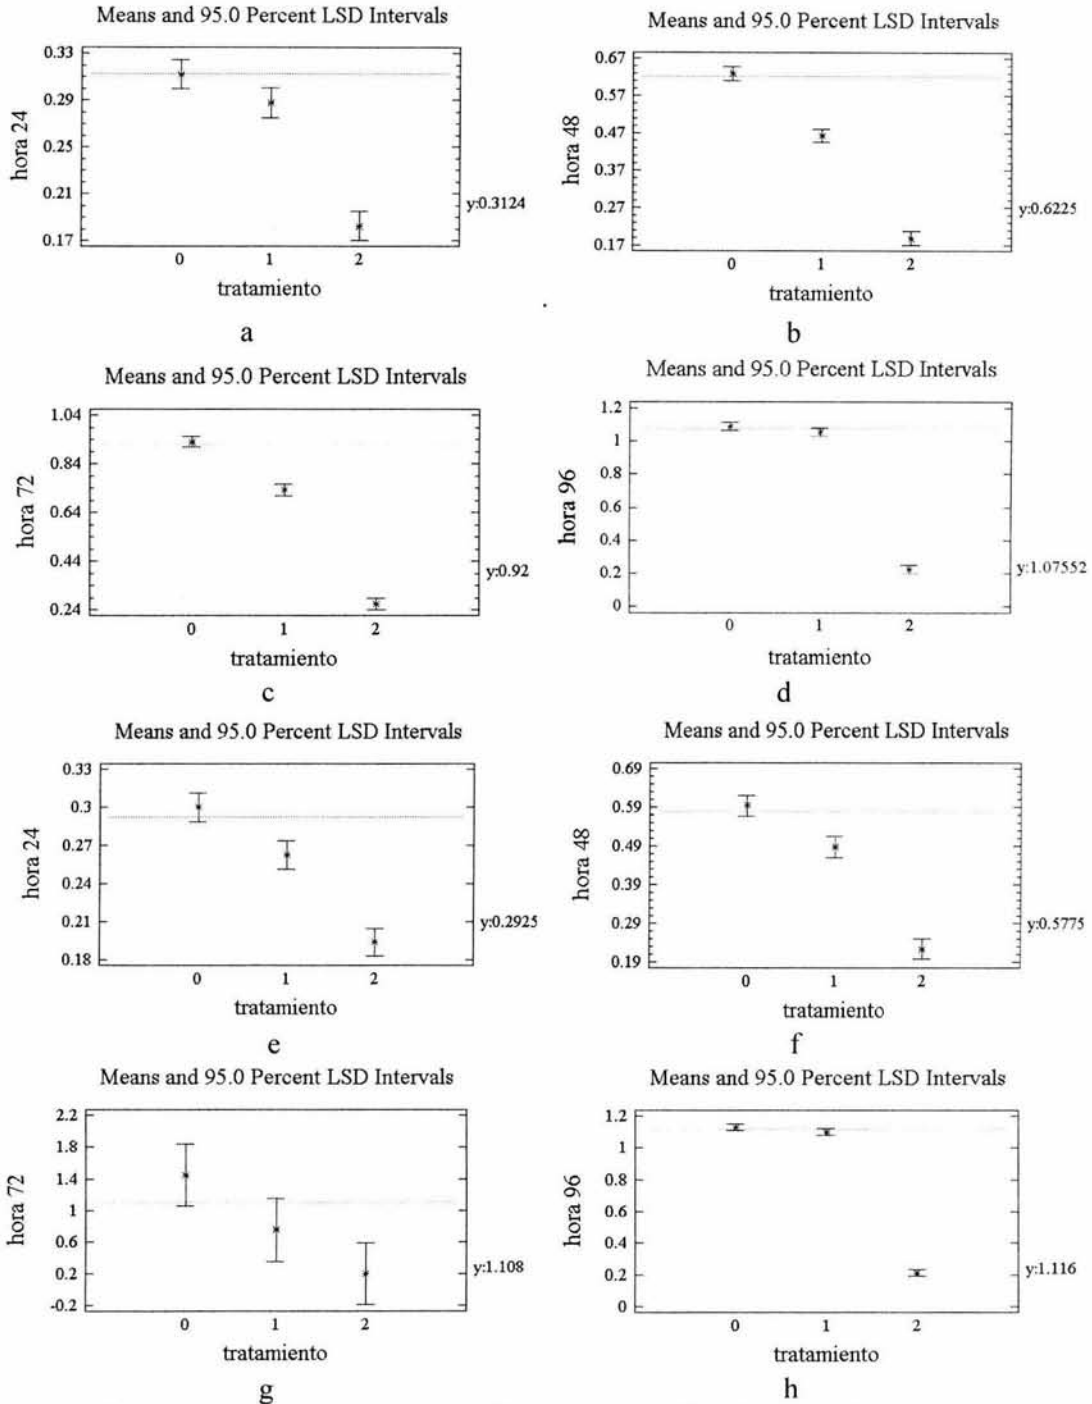 Means and 95.0 Percent LSD Intervals
hora 24
0.33
0.29
0.25
0.21
0.17
0 1 2
tratamiento
y:0.3124
a
Means and 95.0 Percent LSD Intervals
hora 48
0.67
0.57
0.47
0.37
0.27
0.17
0 1 2
tratamiento
y:0.6225
b
Means and 95.0 Percent LSD Intervals
hora 72
1.04
0.84
0.64
0.44
0.24
0 1 2
tratamiento
y:0.92
c
Means and 95.0 Percent LSD Intervals
hora 96
1.2
1
0.8
0.6
0.4
0.2
0
0 1 2
tratamiento
y:1.07552
d
Means and 95.0 Percent LSD Intervals
hora 24
0.33
0.3
0.27
0.24
0.21
0.18
0 1 2
tratamiento
y:0.2925
e
Means and 95.0 Percent LSD Intervals
hora 48
0.69
0.59
0.49
0.39
0.29
0.19
0 1 2
tratamiento
y:0.5775
f
Means and 95.0 Percent LSD Intervals
hora 72
2.2
1.8
1.4
1
0.6
0.2
-0.2
0 1 2
tratamiento
y:1.108
g
Means and 95.0 Percent LSD Intervals
hora 96
1.2
1
0.8
0.6
0.4
0.2
0
0 1 2
tratamiento
y:1.116
h